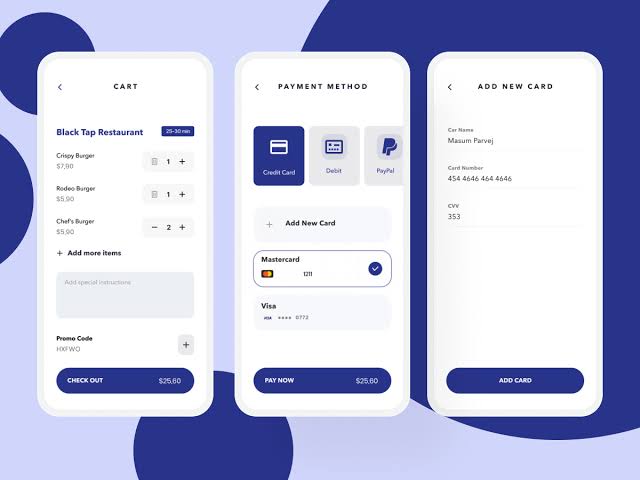 CART
Black Tap Restaurant
25-30 min
Crispy Burger
$7,90
1
Rodeo Burger
$5,90
1
Chef's Burger
$5,90
2
Add more items
Add special instructions
Promo Code
HXFWO
CHECK OUT
$25,60
PAYMENT METHOD
Credit Card
Debit
PayPal
Add New Card
Mastercard
1211
Visa
VISA
0772
PAY NOW
$25,60
ADD NEW CARD
Car Name
Masum Parvej
Card Number
454 4646 464 4646
CVV
353
ADD CARD